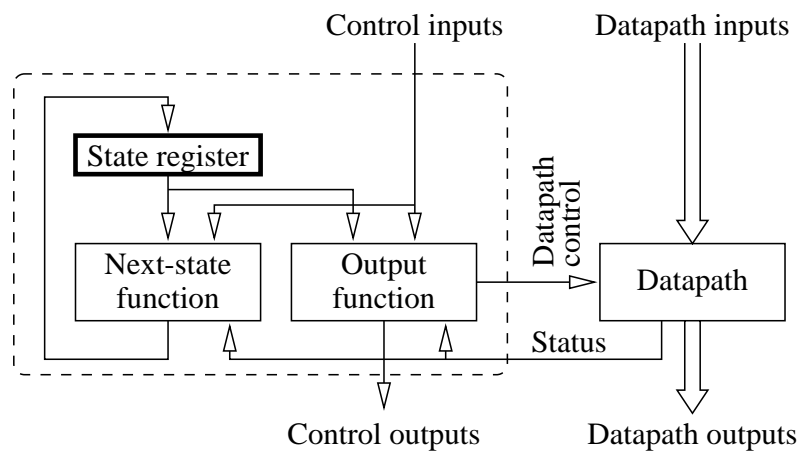 Control inputs
Datapath inputs
State register
Datapath
control
Next-state
function
Output
function
Datapath
Status
Control outputs
Datapath outputs